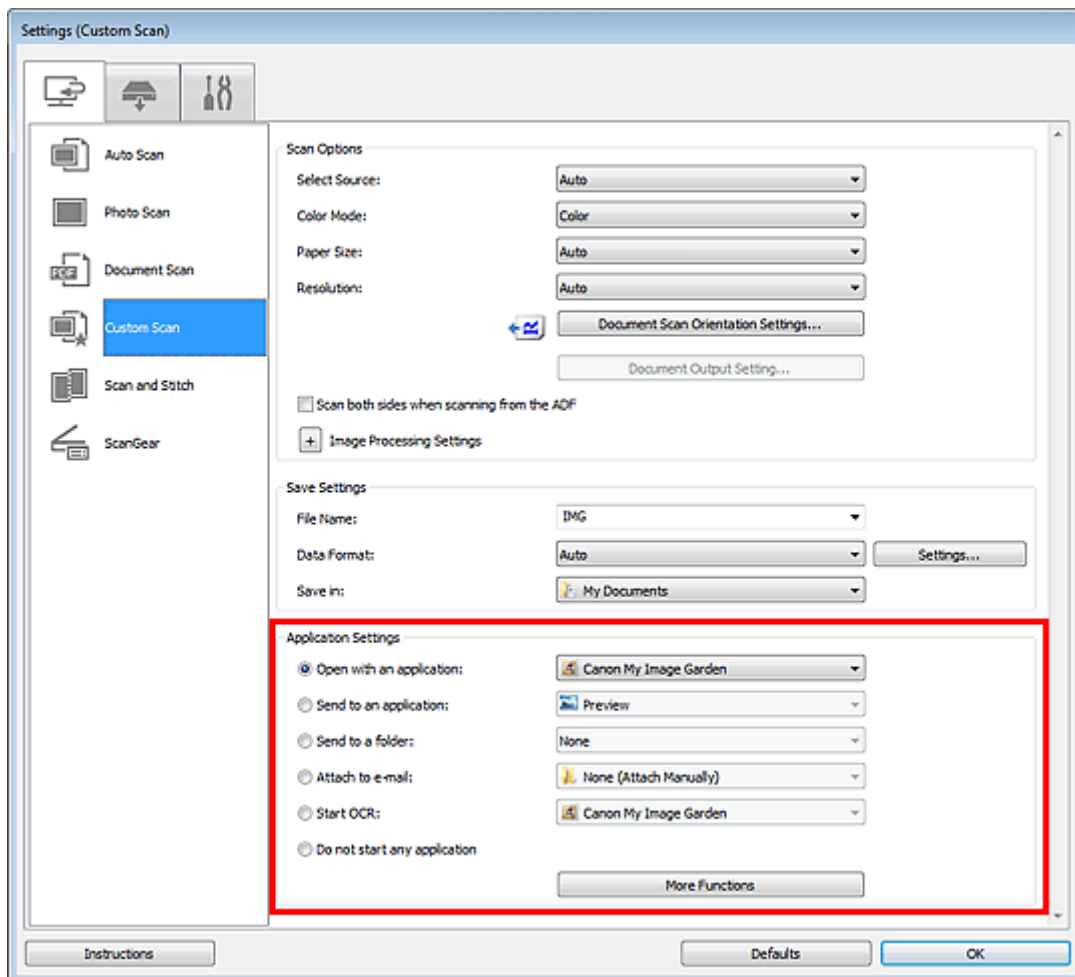 Settings (Custom Scan)
Auto Scan
Photo Scan
PDF
Document Scan
Custom Scan
Scan and Stitch
ScanGear
Scan Options
Select Source: Auto
Color Mode: Color
Paper Size: Auto
Resolution: Auto
R Document Scan Orientation Settings...
Document Output Setting...
Scan both sides when scanning from the ADF
+ Image Processing Settings
Save Settings
File Name: IMG
Data Format: Auto Settings...
Save in: My Documents
Application Settings
Open with an application: Canon My Image Garden
Send to an application: Preview
Send to a folder: None
Attach to e-mail: None (Attach Manually)
Start OCR: Canon My Image Garden
Do not start any application
More Functions
Instructions Defaults OK